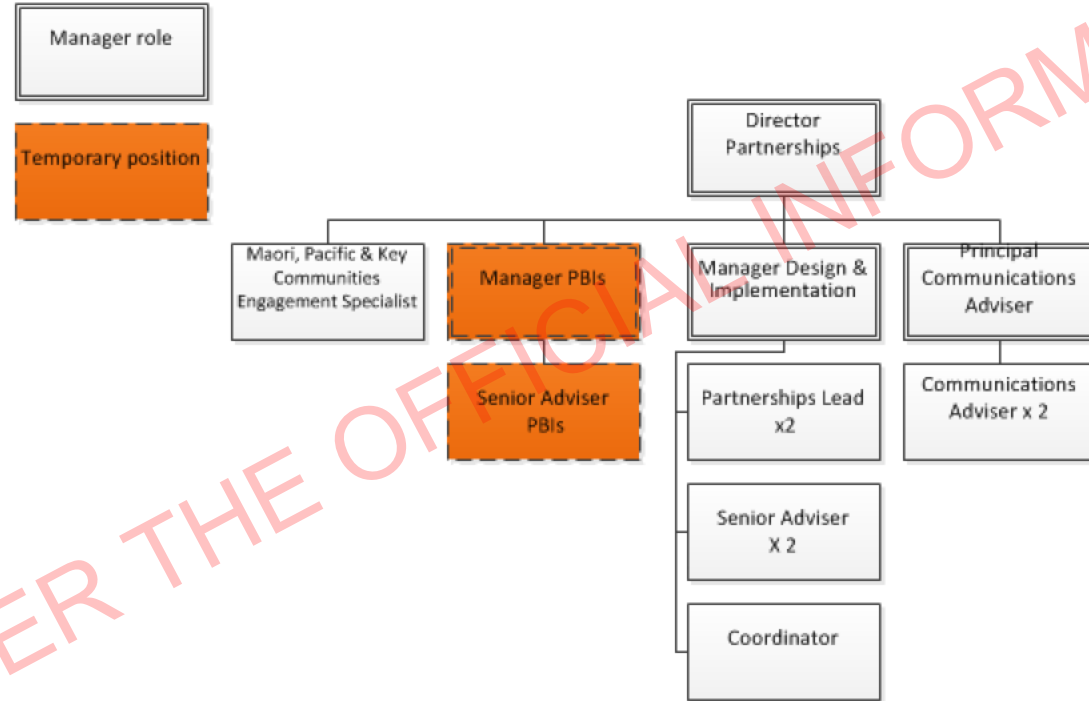 Manager role
Temporary position
Director
Partnerships
Maori, Pacific & Key
Communities
Engagement Specialist
Manager PBIs
Manager Design &
Implementation
Principal
Communications
Adviser
Senior Adviser
PBIs
Partnerships Lead
x2
Communications
Adviser x 2
Senior Adviser
X 2
Coordinator
ER THE OFFICIAL INFORM